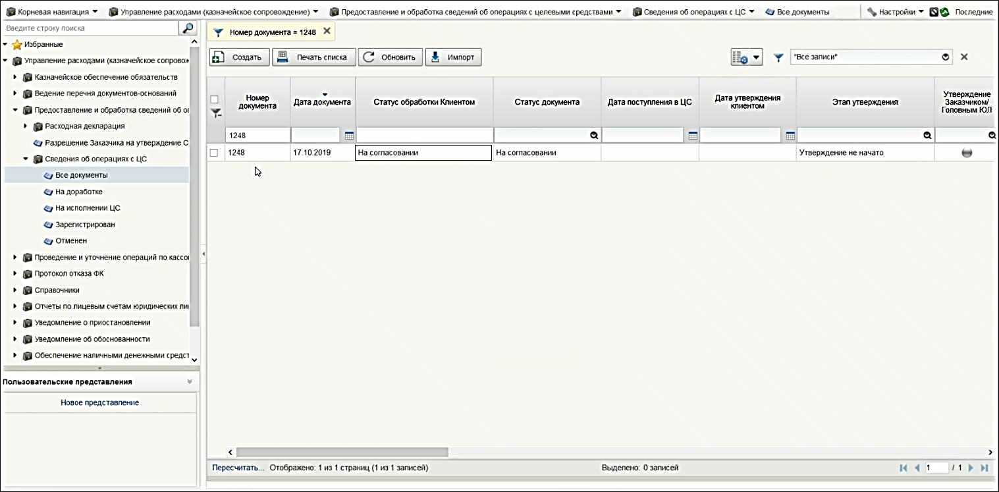 Корневая навигация
Управление расходами (казначейское сопровождение)
Предоставление и обработка сведений об операциях с целевыми средствами
Сведения об операциях с ЦС
Все документы
Настройки
Последние
Введите строку поиска
Избранные
Управление расходами (казначейское сопровож
Казначейское обеспечение обязательств
Ведение перечня документов-оснований
Предоставление и обработка сведений об о
Расходная декларация
Разрешение Заказчика на утверждение С
Сведения об операциях с ЦС
Все документы
На доработке
На исполнении ЦС
Зарегистрирован
Отменен
Проведение и уточнение операций по кассо
Протокол отказа ФК
Справочники
Отчеты по лицевым счетам юридических ли
Уведомление о приостановлении
Уведомление об обоснованности
Обеспечение наличными денежными средст
Пользовательские представления
Новое представление
Номер документа = 1248
Создать
Печать списка
Обновить
Импорт
"Все записи"
Номер
документа
Дата документа
Статус обработки Клиентом
Статус документа
Дата поступления в ЦС
Дата утверждения
клиентом
Этап утверждения
Утверждение
Заказчиком/
Головным ЮЛ
1248
1248 17.10.2019 На согласовании На согласовании Утверждение не начато
Пересчитать... Отображено: 1 из 1 страниц (1 из 1 записей) Выделено: 0 записей 1 / 1